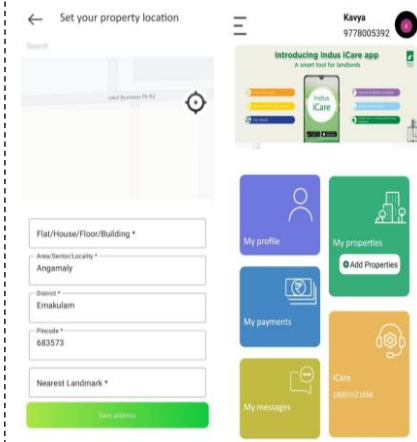 Set your property location
Search
Flat/House/Floor/Building *
Area/Sector/Locality *
Angamaly
District *
Ernakulam
Pincode *
683573
Nearest Landmark *
Save address
Kavya
9778005392
Introducing Indus iCare app
A smart tool for landlords
Indus
iCare
My profile
My properties
Add Properties
My payments
iCare
18001021666
My messages